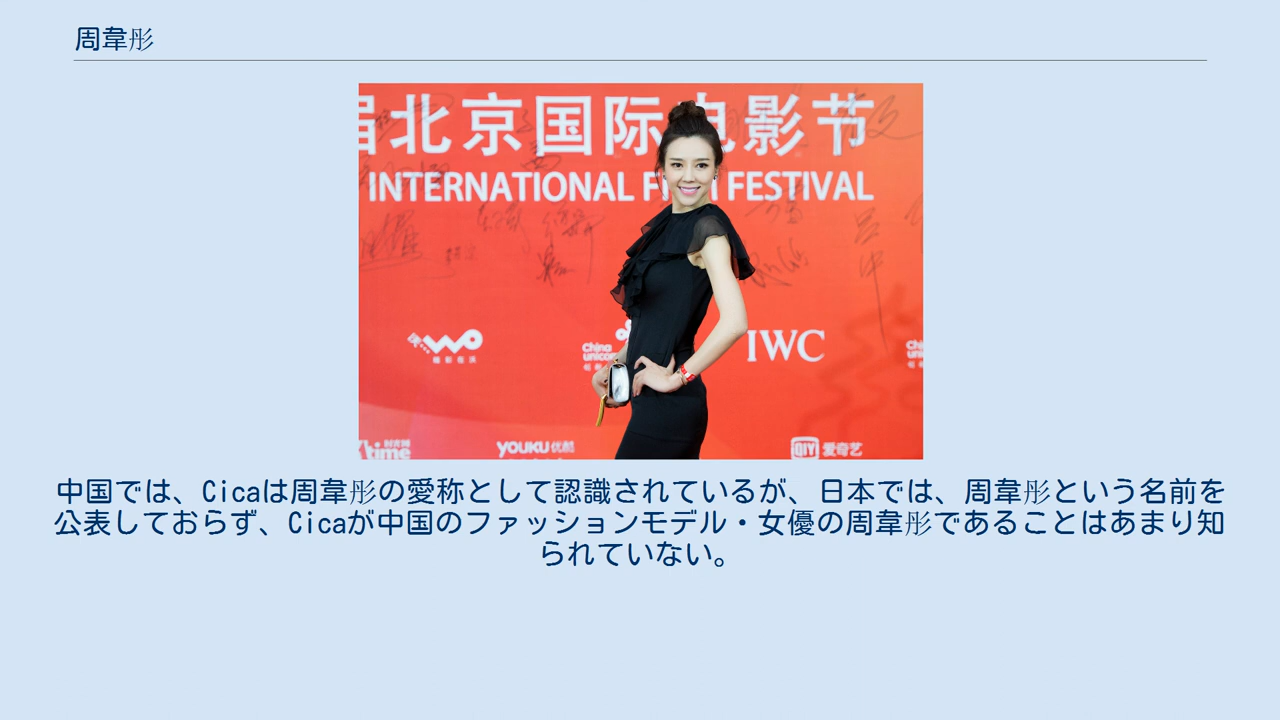 周韋彤
届北京国际电影节
INTERNATIONAL FILM FESTIVAL
IWC
China
unicom
YOUKU优酷
QIY 爱奇艺
time
中国では、Cicaは周韋彤の愛称として認識されているが、日本では、周韋彤という名前を
公表しておらず、Cicaが中国のファッションモデル・女優の周韋彤であることはあまり知
られていない。